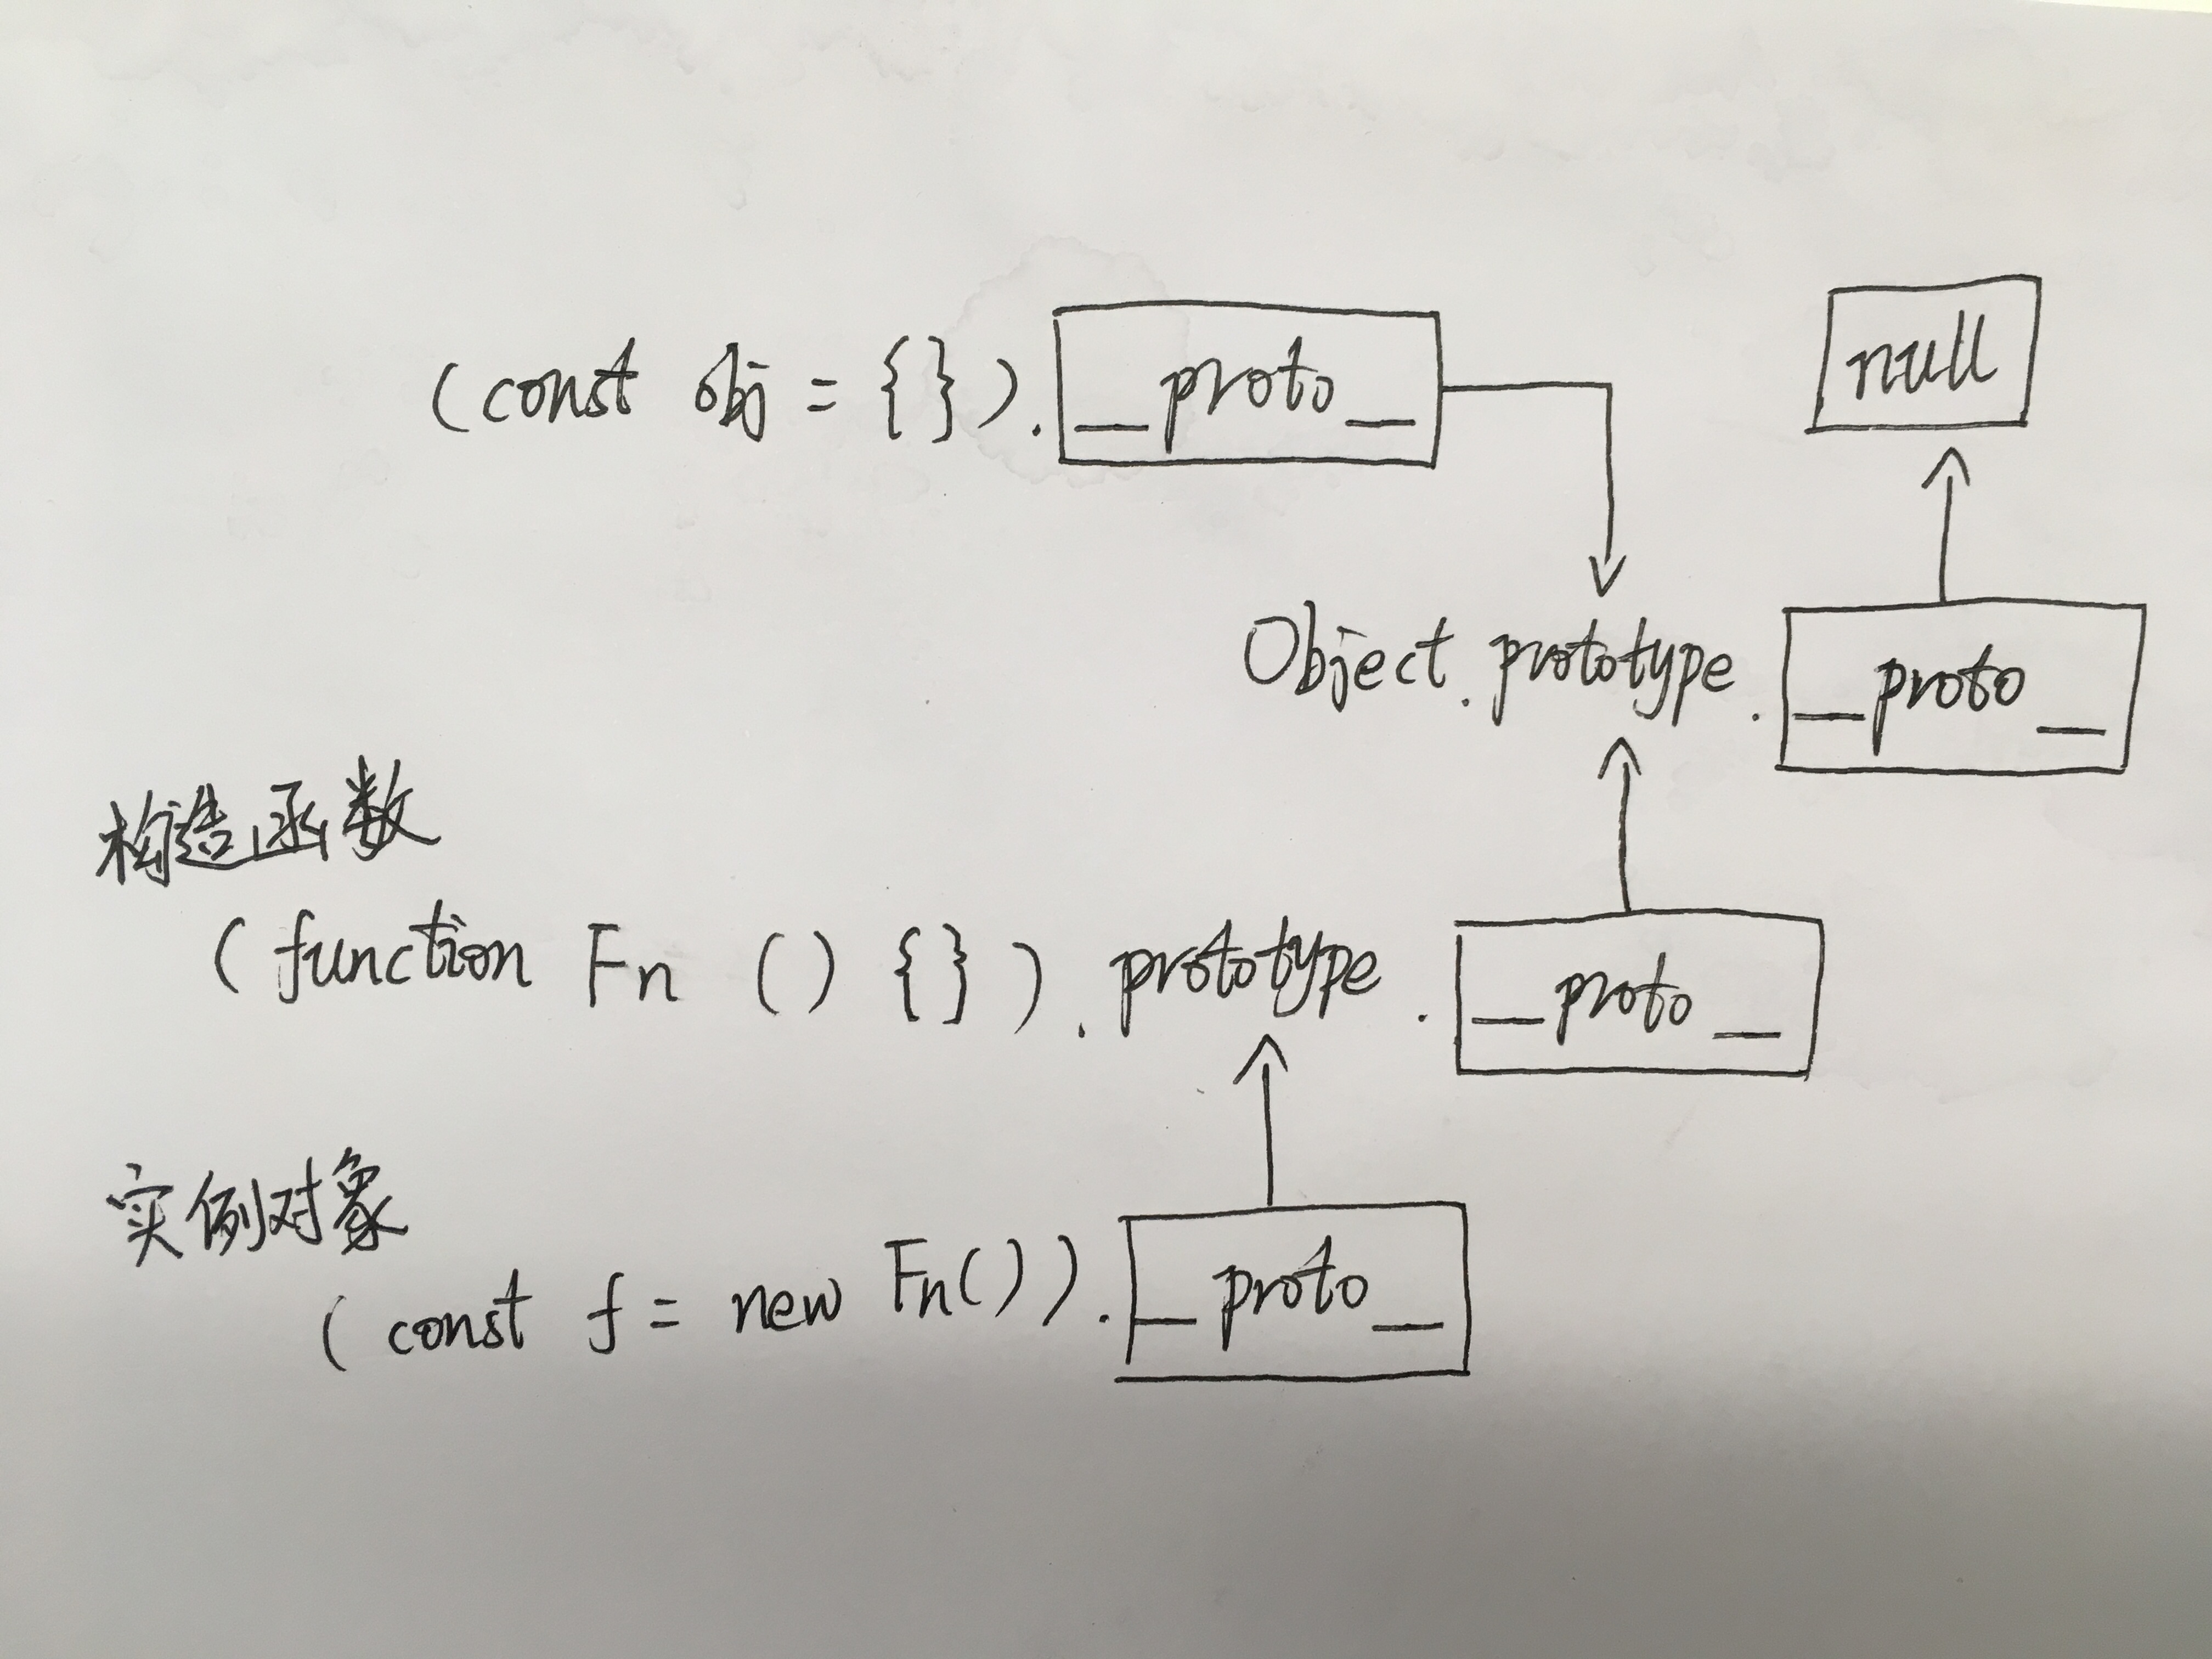 (const obj = {}).__proto__
null
Object.prototype.__proto__
构造函数
(function Fn () {}).prototype.__proto__
实例对象
(const f = new Fn()).__proto__